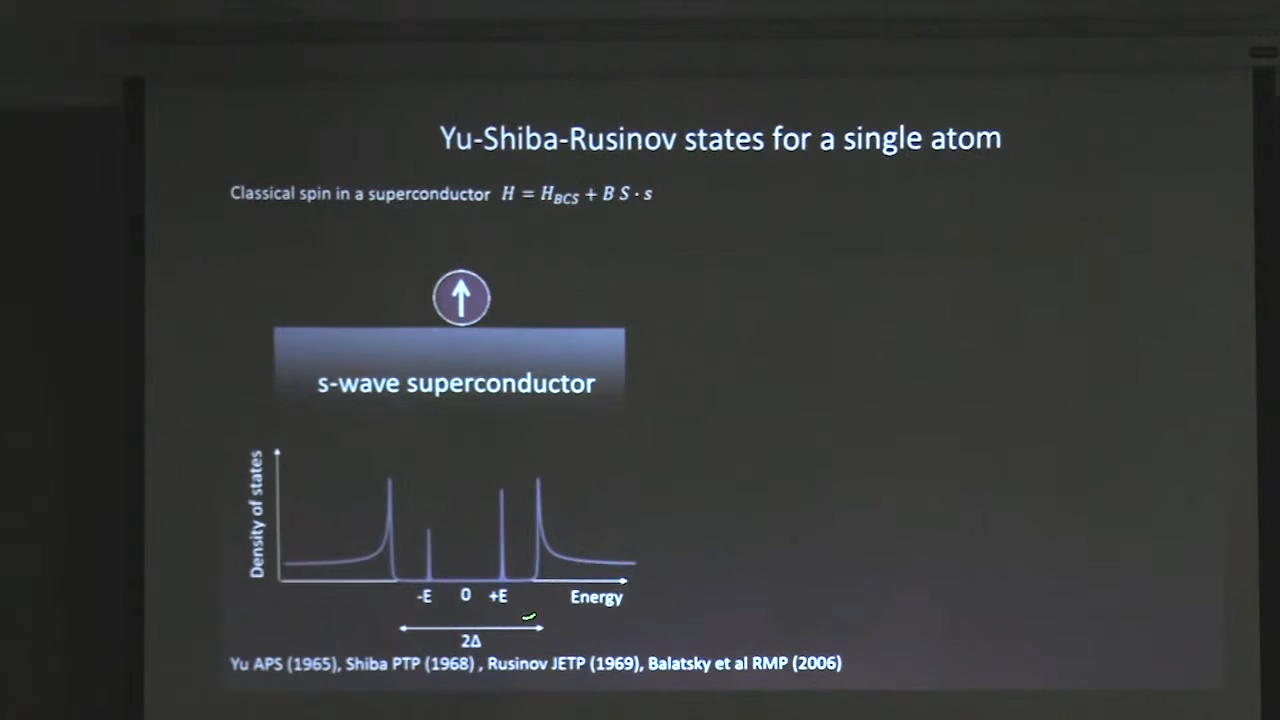 Yu-Shiba-Rusinov states for a single atom
Classical spin in a superconductor H = H_BCS + B S · s
s-wave superconductor
Density of states
-E 0 +E Energy
2Δ
Yu APS (1965), Shiba PTP (1968) , Rusinov JETP (1969), Balatsky et al RMP (2006)